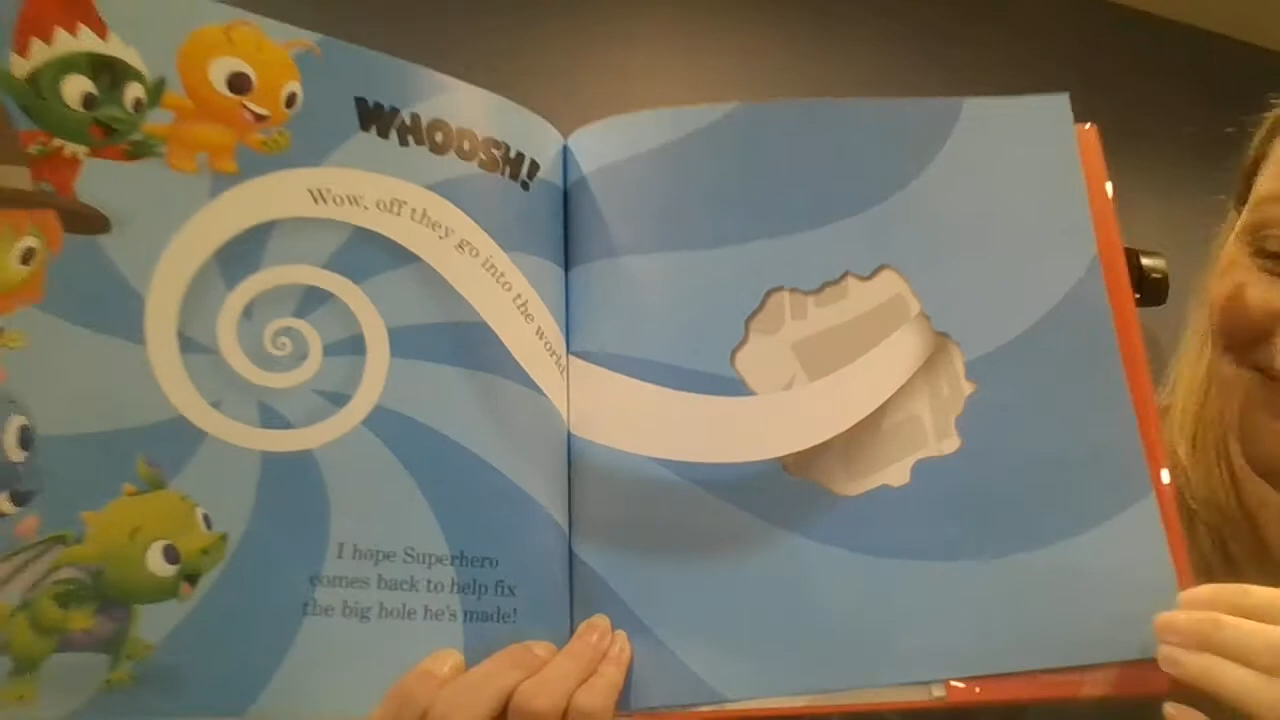 WHOOSH!
Wow, off they go into the world.
I hope Superhero
comes back to help fix
the big hole he's made!